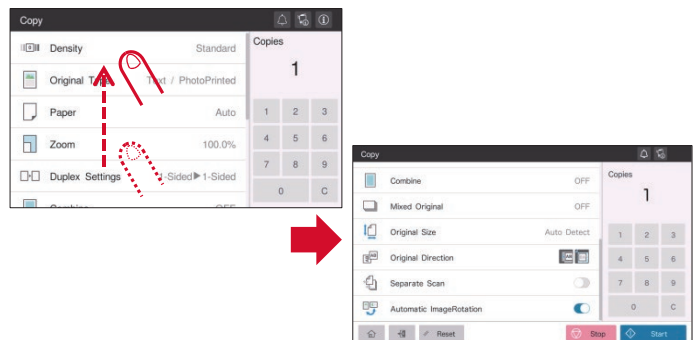 Copy
Density Standard
Original Text / PhotoPrinted
Paper Auto
Zoom 100.0%
Duplex Settings 1-Sided▶1-Sided
Combine OFF
Copies
1
1 2 3
4 5 6
7 8 9
0 C
Copy
Combine OFF
Mixed Original OFF
Original Size Auto Detect
Original Direction
Separate Scan
Automatic ImageRotation
Reset
Copies
1
1 2 3
4 5 6
7 8 9
0 C
Stop Start